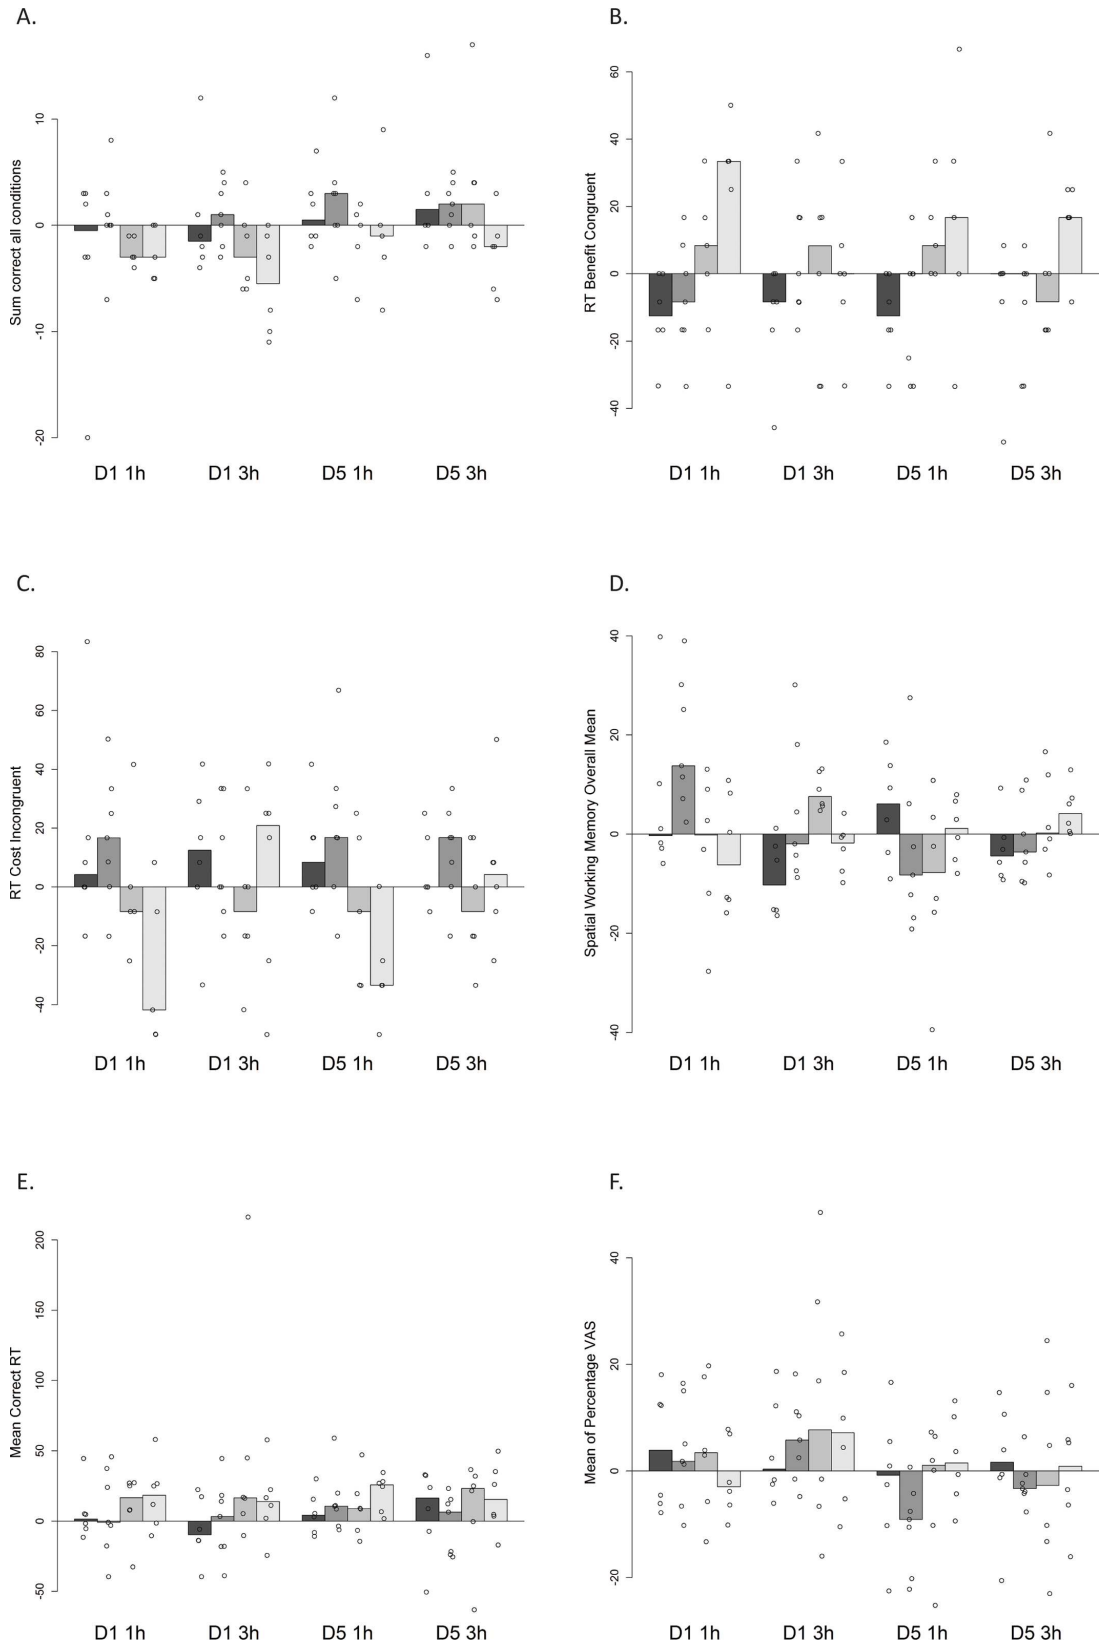 A.
Sum correct all conditions
10
0
-10
-20
D1 1h D1 3h D5 1h D5 3h
B.
RT Benefit Congruent
60
40
20
0
-20
-40
D1 1h D1 3h D5 1h D5 3h
C.
RT Cost Incongruent
80
60
40
20
0
-20
-40
D1 1h D1 3h D5 1h D5 3h
D.
Spatial Working Memory Overall Mean
40
20
0
-20
-40
D1 1h D1 3h D5 1h D5 3h
E.
Mean Correct RT
200
150
100
50
0
-50
D1 1h D1 3h D5 1h D5 3h
F.
Mean of Percentage VAS
40
20
0
-20
D1 1h D1 3h D5 1h D5 3h